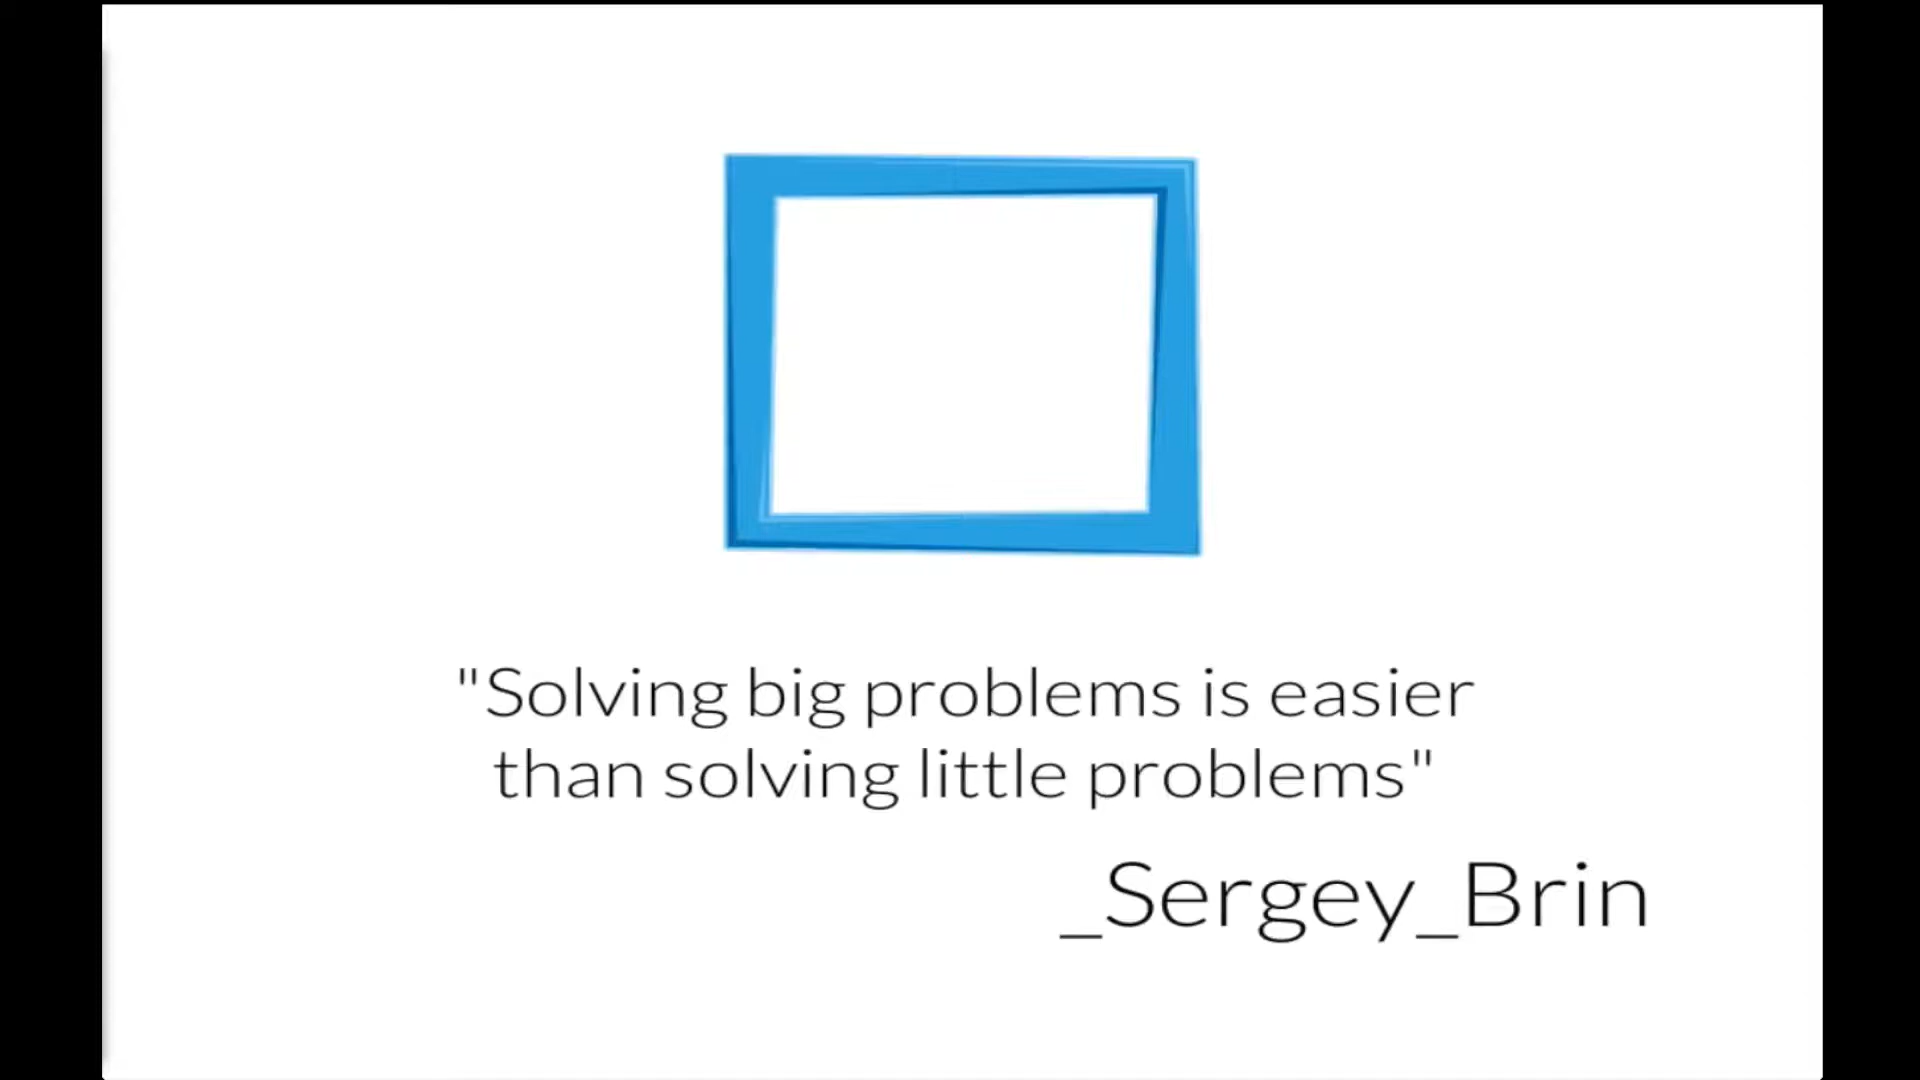 "Solving big problems is easier
than solving little problems"
_Sergey_Brin